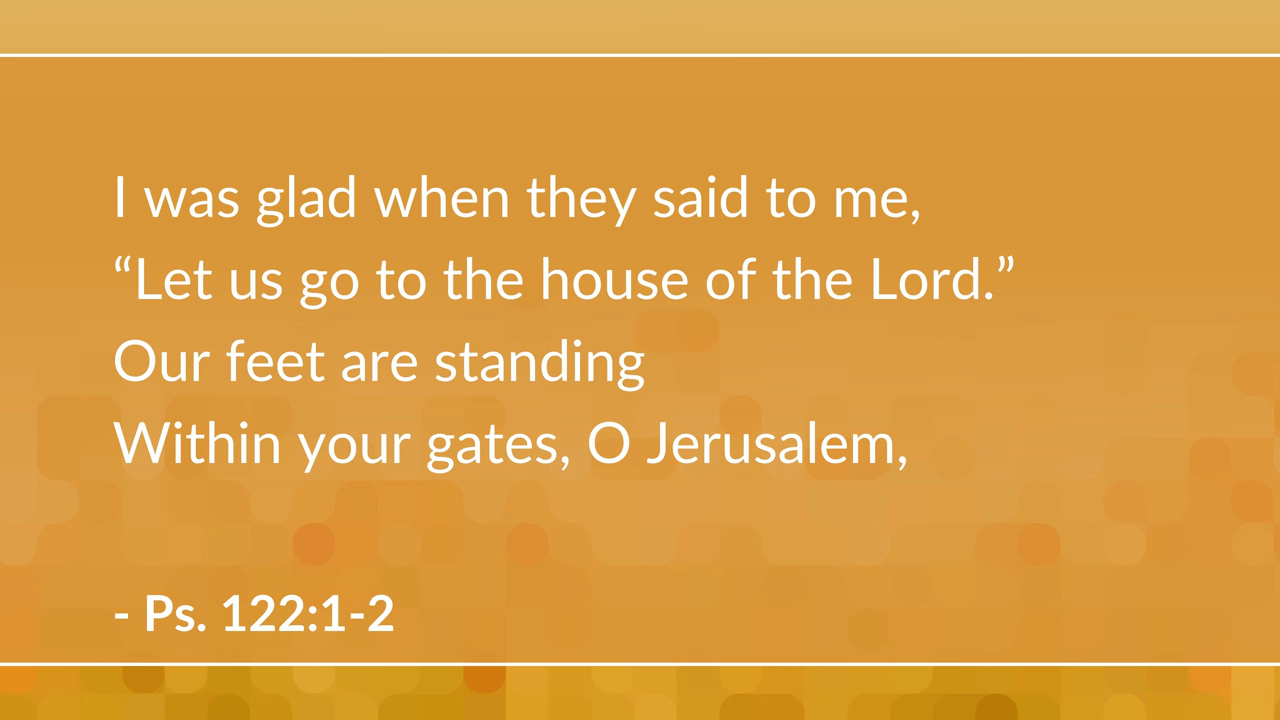 I was glad when they said to me,
“Let us go to the house of the Lord.”
Our feet are standing
Within your gates, O Jerusalem,
- Ps. 122:1-2